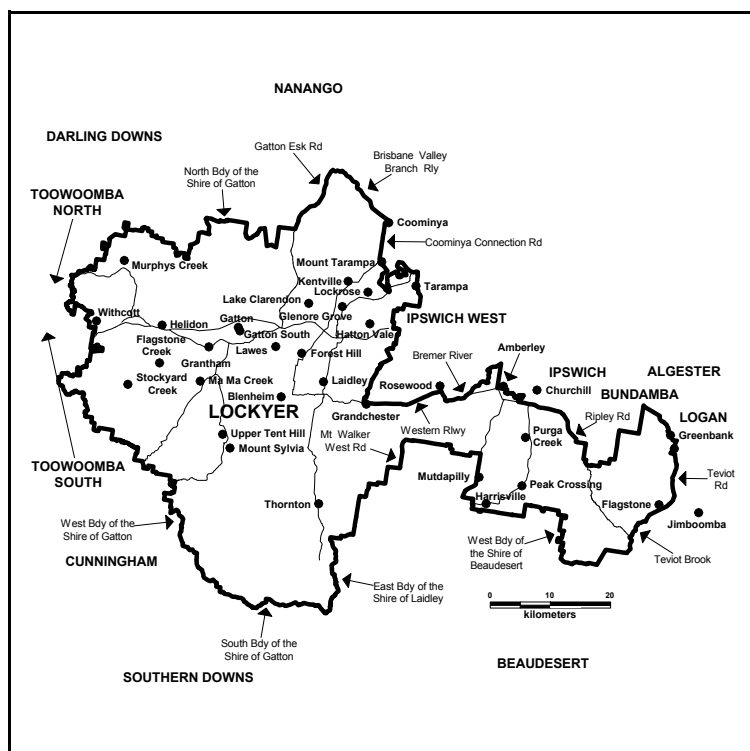 NANANGO
DARLING DOWNS
Gatton Esk Rd
Brisbane Valley
Branch Rly
North Bdy of the
Shire of Gatton
TOOWOOMBA
NORTH
Coominya
Coominya Connection Rd
Murphys Creek
Mount Tarampa
Kentville
Lockrose
Tarampa
Lake Clarendon
Glenore Grove
Withcott
Helidon
Gatton
Gatton South
Hatton Vale
IPSWICH WEST
Flagstone
Creek
Grantham
Lawes
Forest Hill
Bremer River
Amberley
Stockyard
Creek
Ma Ma Creek
Laidley
Rosewood
IPSWICH
Churchill
ALGESTER
BUNDAMBA
Blenheim
LOCKYER
Grandchester
Western Rlwy
Ripley Rd
LOGAN
Greenbank
Upper Tent Hill
Mount Sylvia
Mt Walker
West Rd
Purga
Creek
TOOWOOMBA
SOUTH
Mutdapilly
Peak Crossing
Teviot
Rd
Thornton
Harrisville
Flagstone
Jimboomba
West Bdy of the
Shire of Gatton
West Bdy of
the Shire of
Beaudesert
Teviot Brook
CUNNINGHAM
East Bdy of the
Shire of Laidley
0 10 20
kilometers
South Bdy of the
Shire of Gatton
SOUTHERN DOWNS
BEAUDESERT